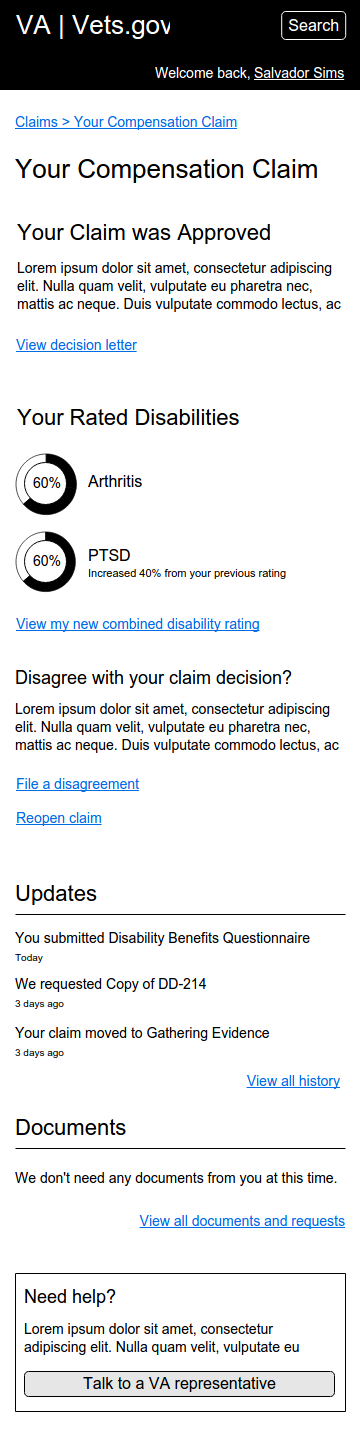 VA | Vets.gov
Search
Welcome back, Salvador Sims
Claims > Your Compensation Claim
Your Compensation Claim
Your Claim was Approved
Lorem ipsum dolor sit amet, consectetur adipiscing
elit. Nulla quam velit, vulputate eu pharetra nec,
mattis ac neque. Duis vulputate commodo lectus, ac
View decision letter
Your Rated Disabilities
60%
Arthritis
60%
PTSD
Increased 40% from your previous rating
View my new combined disability rating
Disagree with your claim decision?
Lorem ipsum dolor sit amet, consectetur adipiscing
elit. Nulla quam velit, vulputate eu pharetra nec,
mattis ac neque. Duis vulputate commodo lectus, ac
File a disagreement
Reopen claim
Updates
You submitted Disability Benefits Questionnaire
Today
We requested Copy of DD-214
3 days ago
Your claim moved to Gathering Evidence
3 days ago
View all history
Documents
We don't need any documents from you at this time.
View all documents and requests
Need help?
Lorem ipsum dolor sit amet, consectetur
adipiscing elit. Nulla quam velit, vulputate eu
Talk to a VA representative